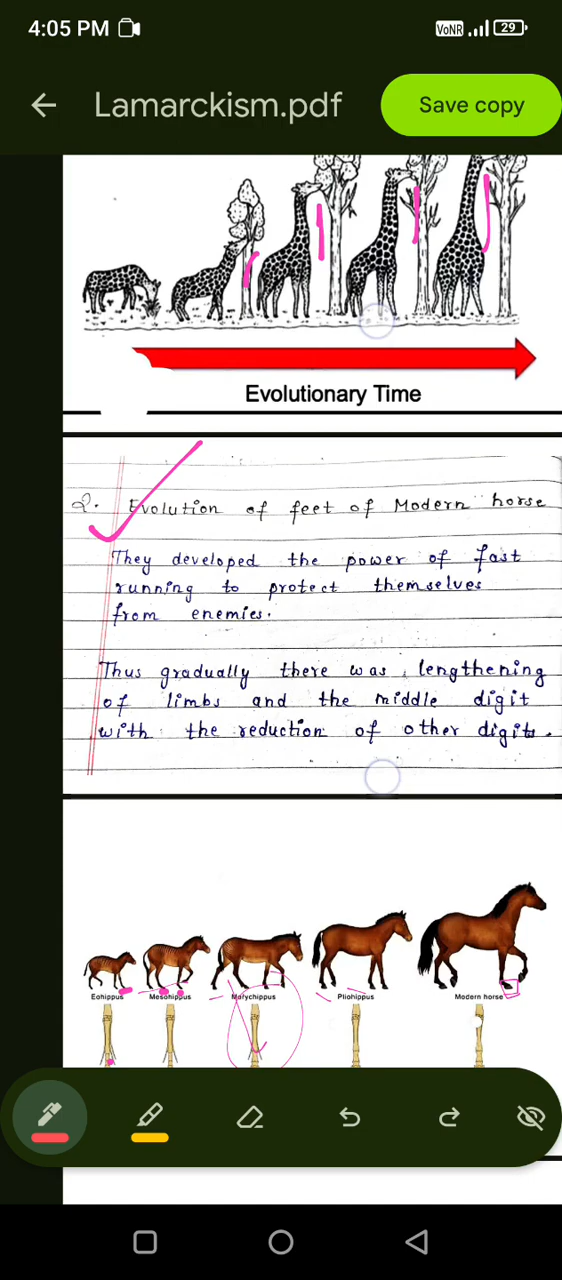 4:05 PM
VoNR 29
Lamarckism.pdf
Save copy
Evolutionary Time
2. Evolution of feet of Modern horse
They developed the power of fast
running to protect themselves
from enemies.
Thus gradually there was lengthening
of limbs and the middle digit
with the reduction of other digits.
Eohippus Mesohippus Merychippus Pliohippus Modern horse